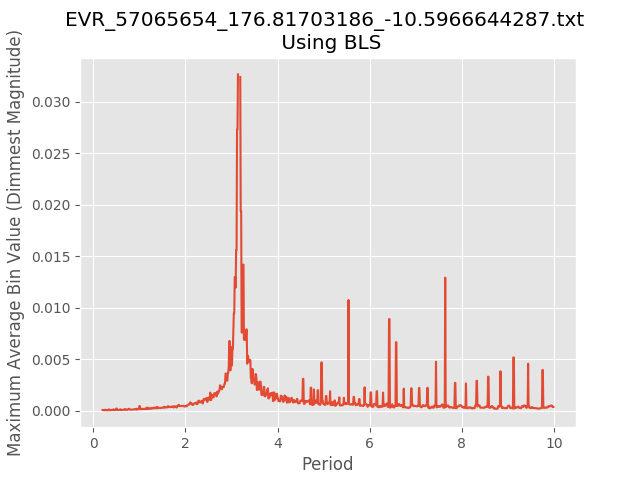 EVR_57065654_176.81703186_-10.5966644287.txt
Using BLS
Maximum Average Bin Value (Dimmest Magnitude)
0.030
0.025
0.020
0.015
0.010
0.005
0.000
0 2 4 6 8 10
Period